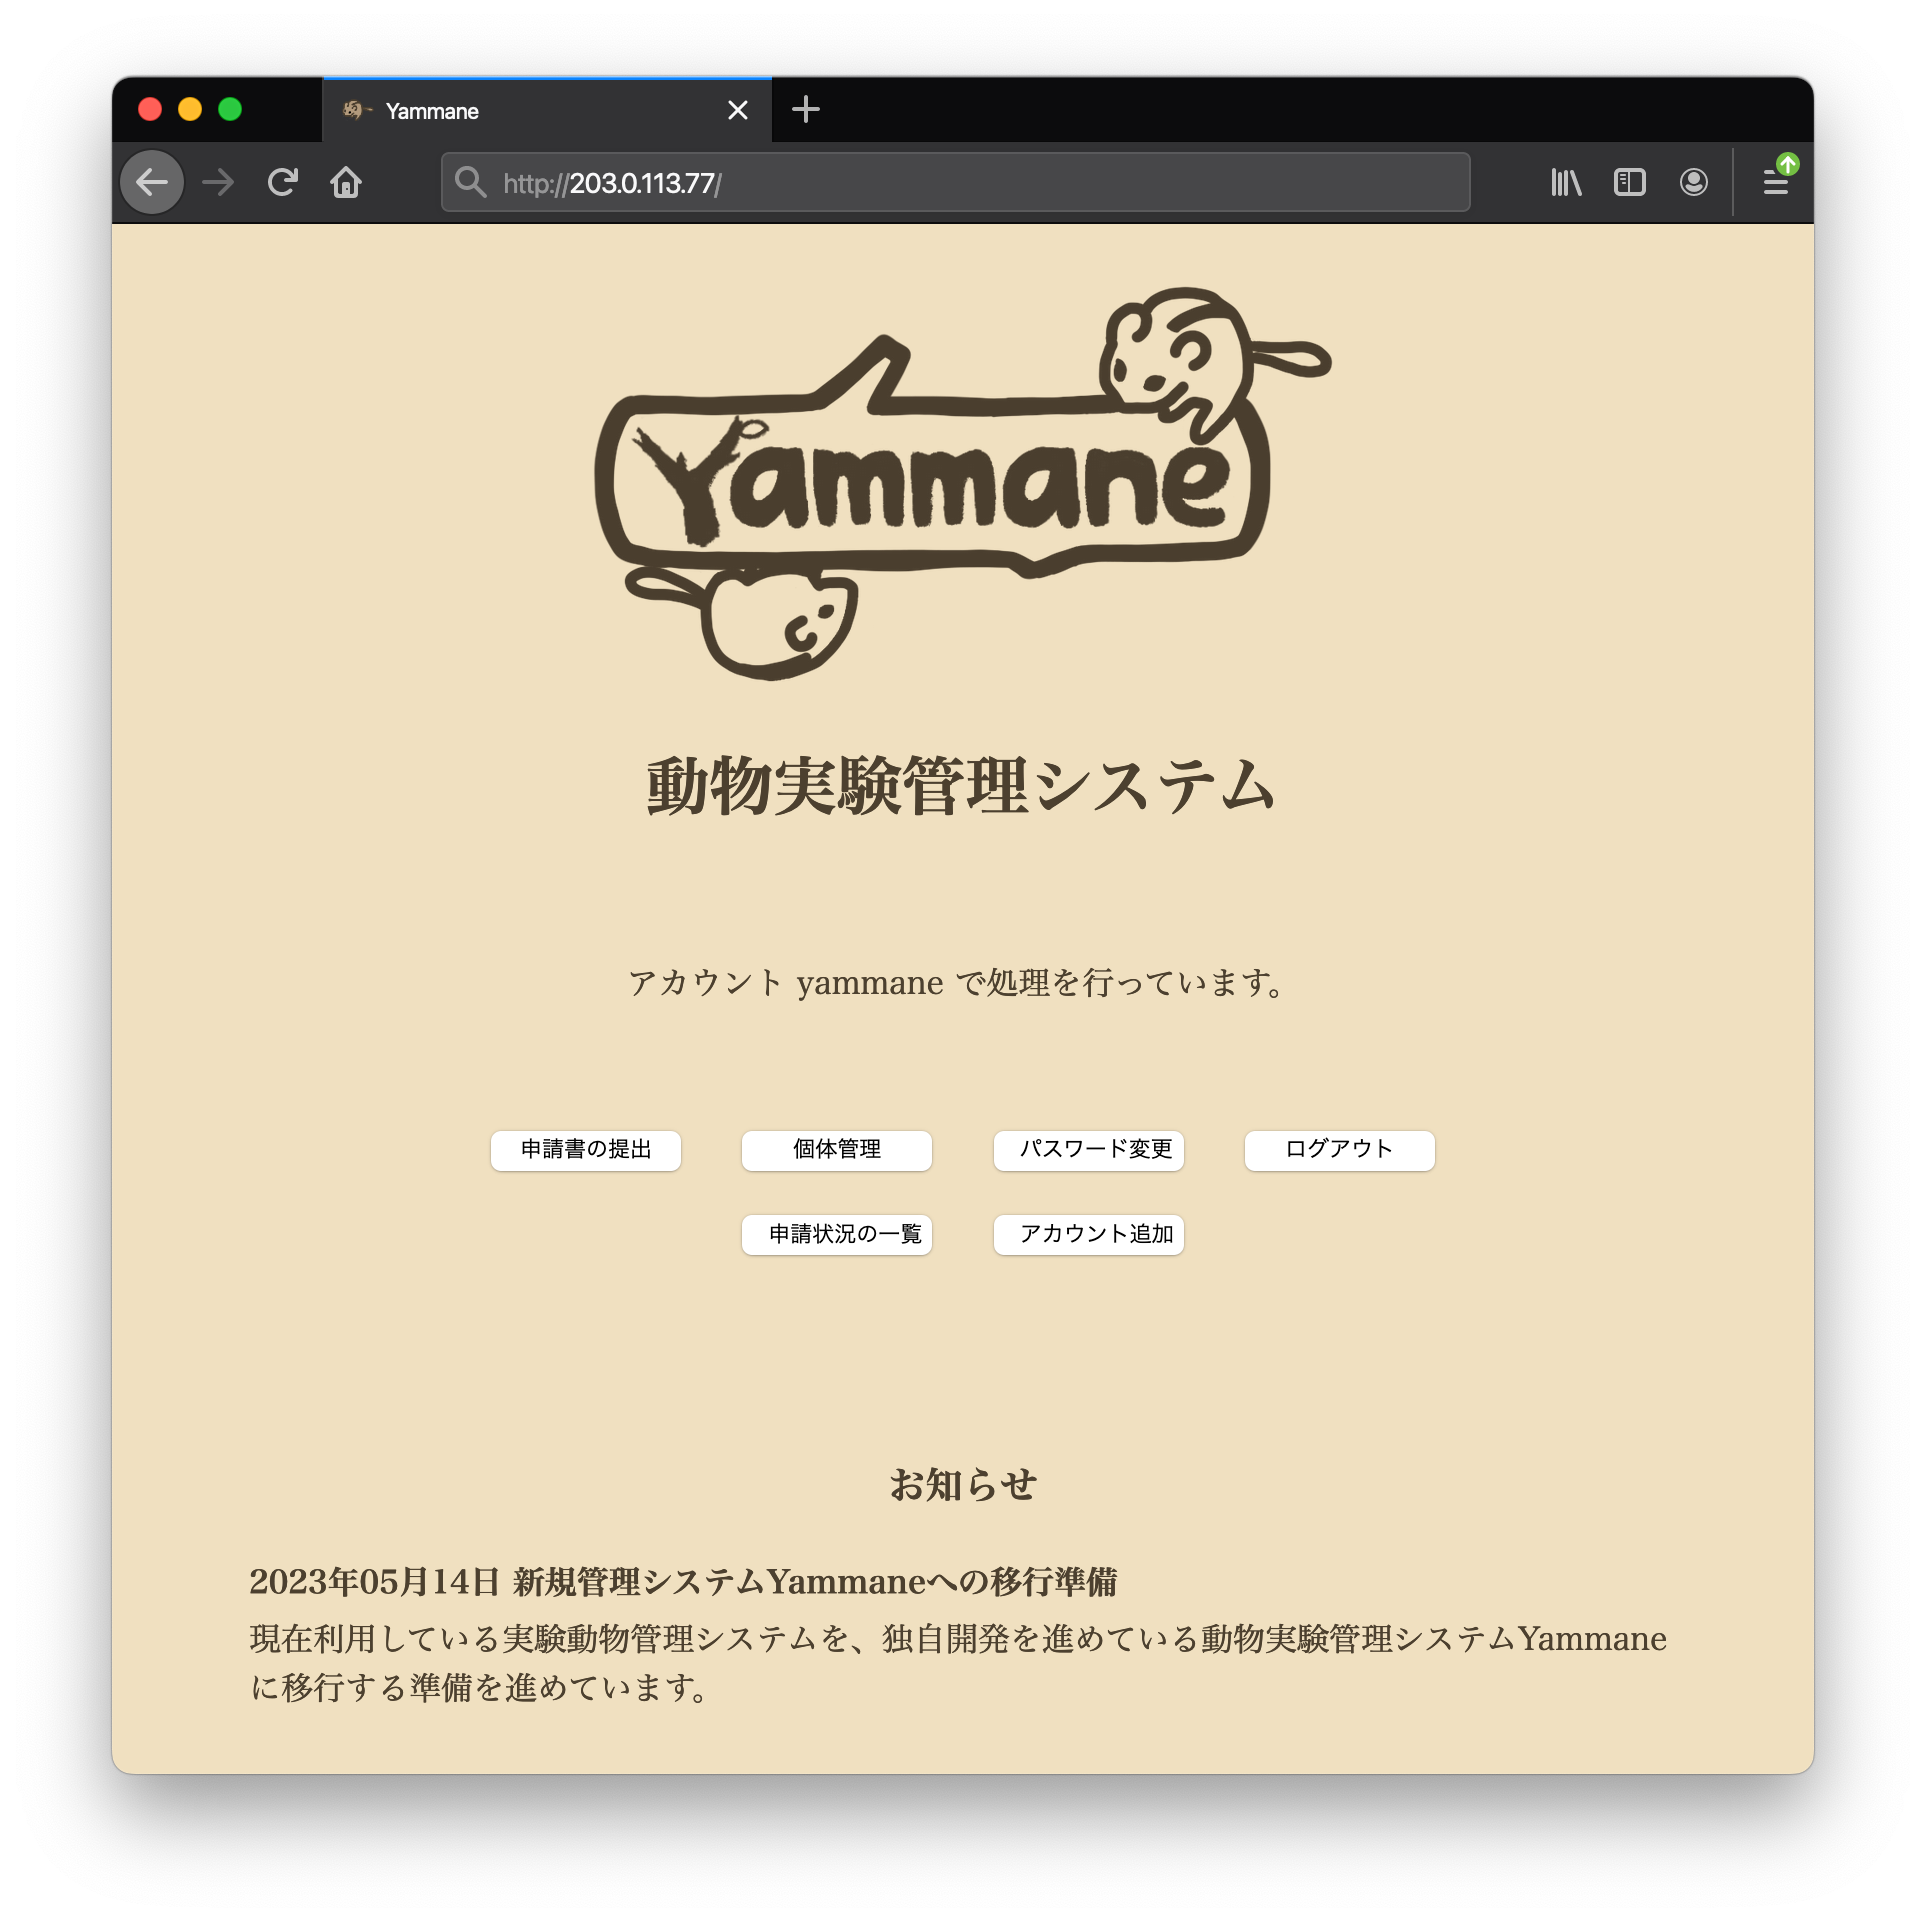 Yammane
http://203.0.113.77/
Yammane
動物実験管理システム
アカウント yammane で処理を行っています。
申請書の提出
個体管理
パスワード変更
ログアウト
申請状況の一覧
アカウント追加
お知らせ
2023年05月14日 新規管理システムYammaneへの移行準備
現在利用している実験動物管理システムを、独自開発を進めている動物実験管理システムYammane
に移行する準備を進めています。